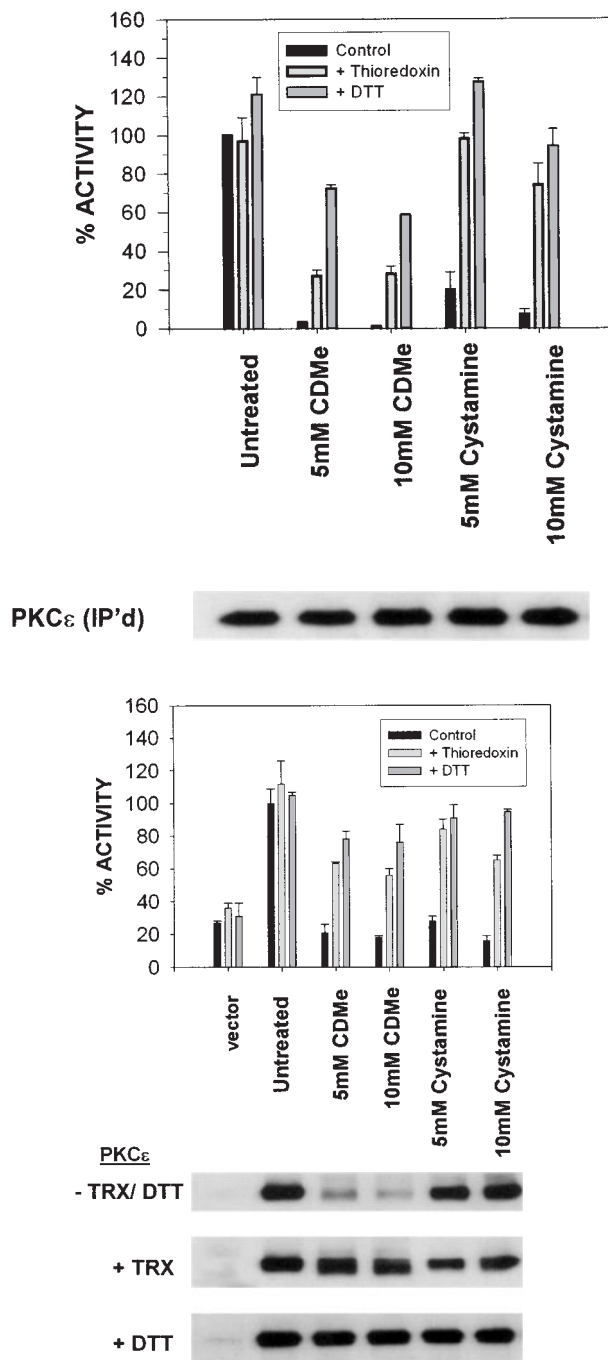 160
140
120
100
80
60
40
20
0
% ACTIVITY
Control
+ Thioredoxin
+ DTT
Untreated
5mM CDMe
10mM CDMe
5mM Cystamine
10mM Cystamine
PKCε (IP'd)
160
140
120
100
80
60
40
20
0
% ACTIVITY
Control
+ Thioredoxin
+ DTT
vector
Untreated
5mM CDMe
10mM CDMe
5mM Cystamine
10mM Cystamine
PKCε
- TRX/ DTT
+ TRX
+ DTT